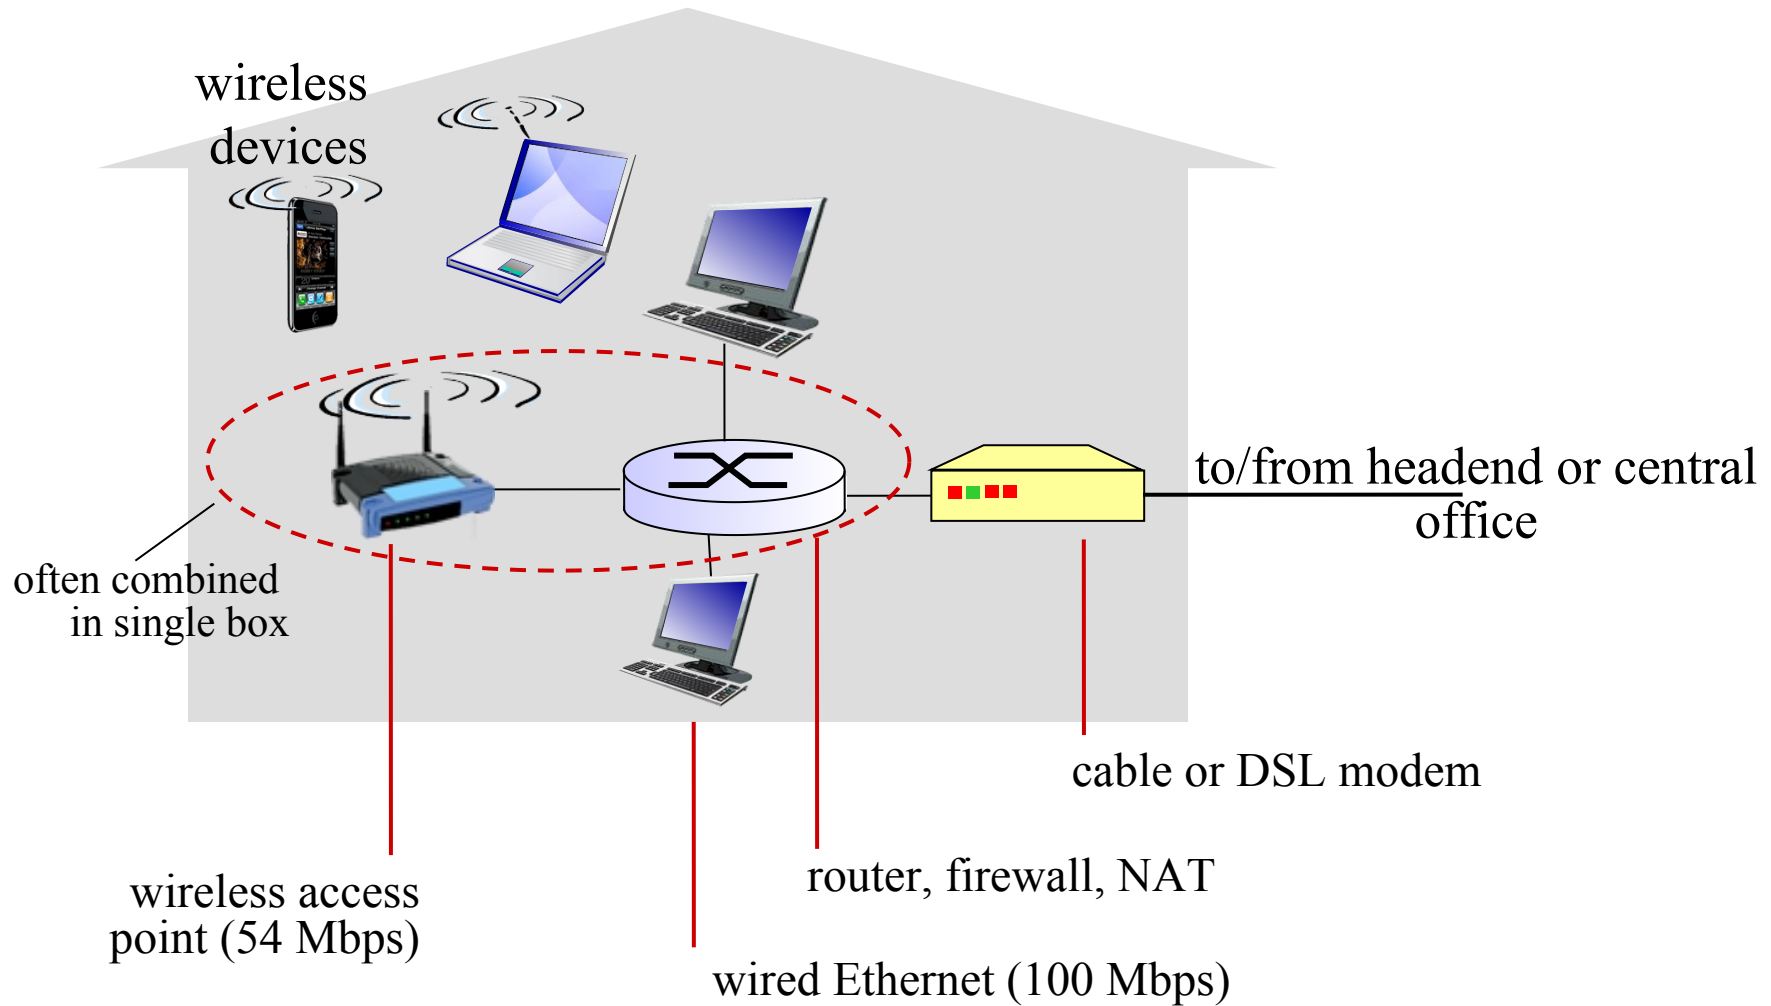 wireless
devices
to/from headend or central
office
often combined
in single box
cable or DSL modem
router, firewall, NAT
wireless access
point (54 Mbps)
wired Ethernet (100 Mbps)